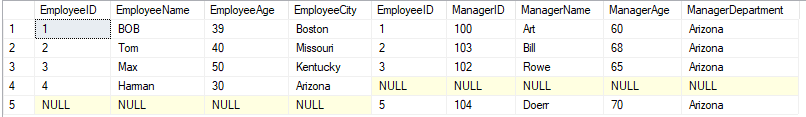 EmployeeID EmployeeName EmployeeAge EmployeeCity EmployeeID ManagerID ManagerName ManagerAge ManagerDepartment
1 1 BOB 39 Boston 1 100 Art 60 Arizona
2 2 Tom 40 Missouri 2 103 Bill 68 Arizona
3 3 Max 50 Kentucky 3 102 Rowe 65 Arizona
4 4 Harman 30 Arizona NULL NULL NULL NULL NULL
5 NULL NULL NULL NULL 5 104 Doerr 70 Arizona